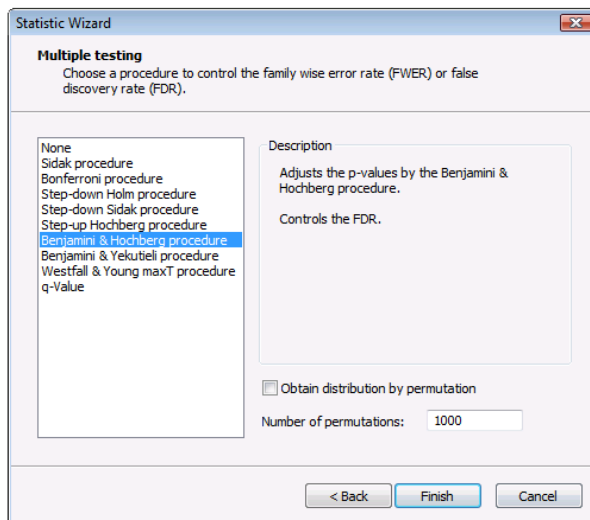 Statistic Wizard
Multiple testing
Choose a procedure to control the family wise error rate (FWER) or false
discovery rate (FDR).
None
Sidak procedure
Bonferroni procedure
Step-down Holm procedure
Step-down Sidak procedure
Step-up Hochberg procedure
Benjamini & Hochberg procedure
Benjamini & Yekutieli procedure
Westfall & Young maxT procedure
q-Value
Description
Adjusts the p-values by the Benjamini &
Hochberg procedure.
Controls the FDR.
Obtain distribution by permutation
Number of permutations: 1000
< Back Finish Cancel